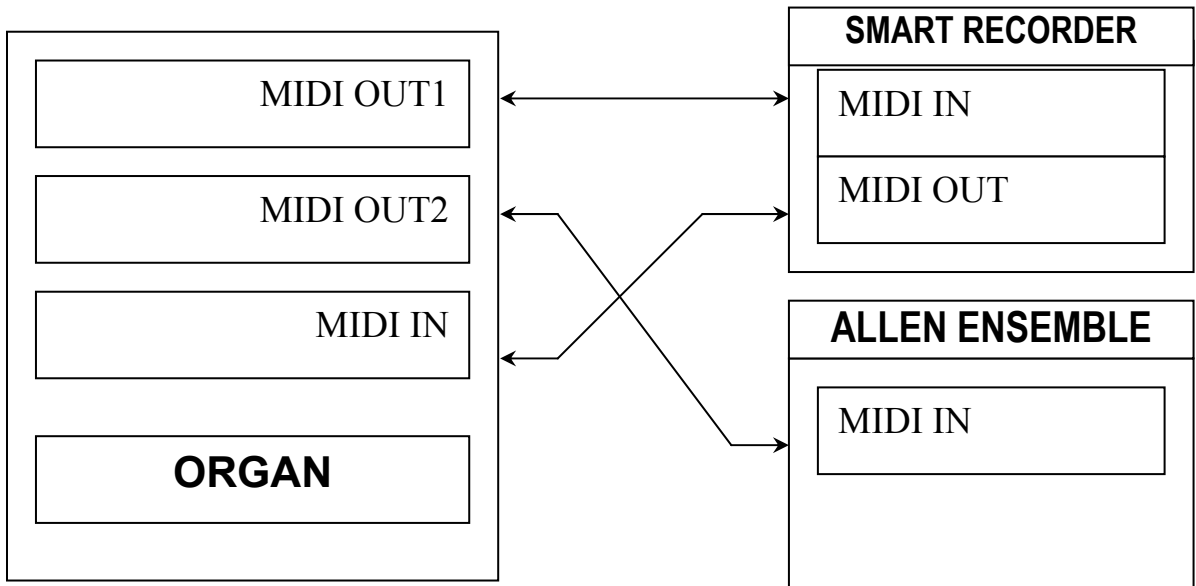 MIDI OUT1
MIDI OUT2
MIDI IN
ORGAN
SMART RECORDER
MIDI IN
MIDI OUT
ALLEN ENSEMBLE
MIDI IN